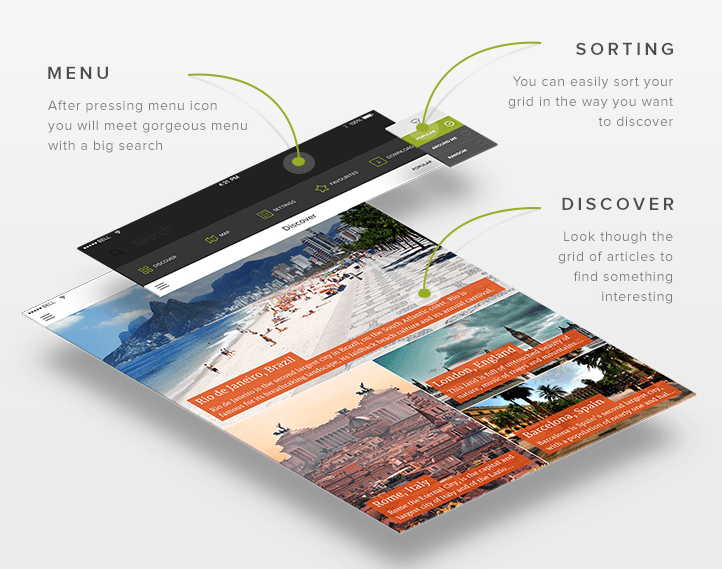 MENU
After pressing menu icon
you will meet gorgeous menu
with a big search
SORTING
You can easily sort your
grid in the way you want
to discover
DISCOVER
Look though the
grid of articles to
find something
interesting
BELL
4:21 PM
100%
Search
DISCOVER
MAP
SETTINGS
FAVOURITES
DOWNLOAD
POPULAR
AROUND ME
RANDOM
POPULAR
Discover
BELL
Rio de Janeiro, Brazil
Rio de Janeiro is the second largest city in Brazil, on the South Atlantic coast. Rio is
famous for its breathtaking landscape, its laidback beach culture and its annual carnival.
London, England
This land is full of untouched beauty of
nature, music of rivers and mountains...
Barcelona, Spain
Barcelona is Spain's second largest city,
with a population of nearly one and hal...
Rome, Italy
Rome the Eternal City, is the capital and
largest city of Italy and of the Lazio...